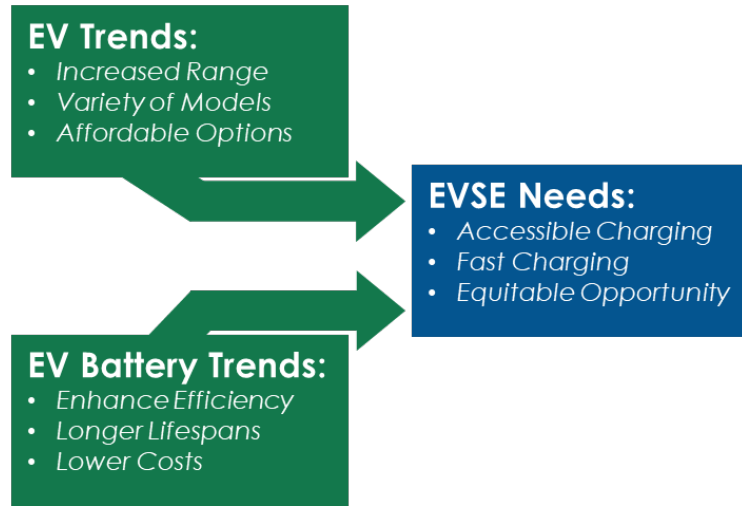 EV Trends:
• Increased Range
• Variety of Models
• Affordable Options
EVSE Needs:
• Accessible Charging
• Fast Charging
• Equitable Opportunity
EV Battery Trends:
• Enhance Efficiency
• Longer Lifespans
• Lower Costs